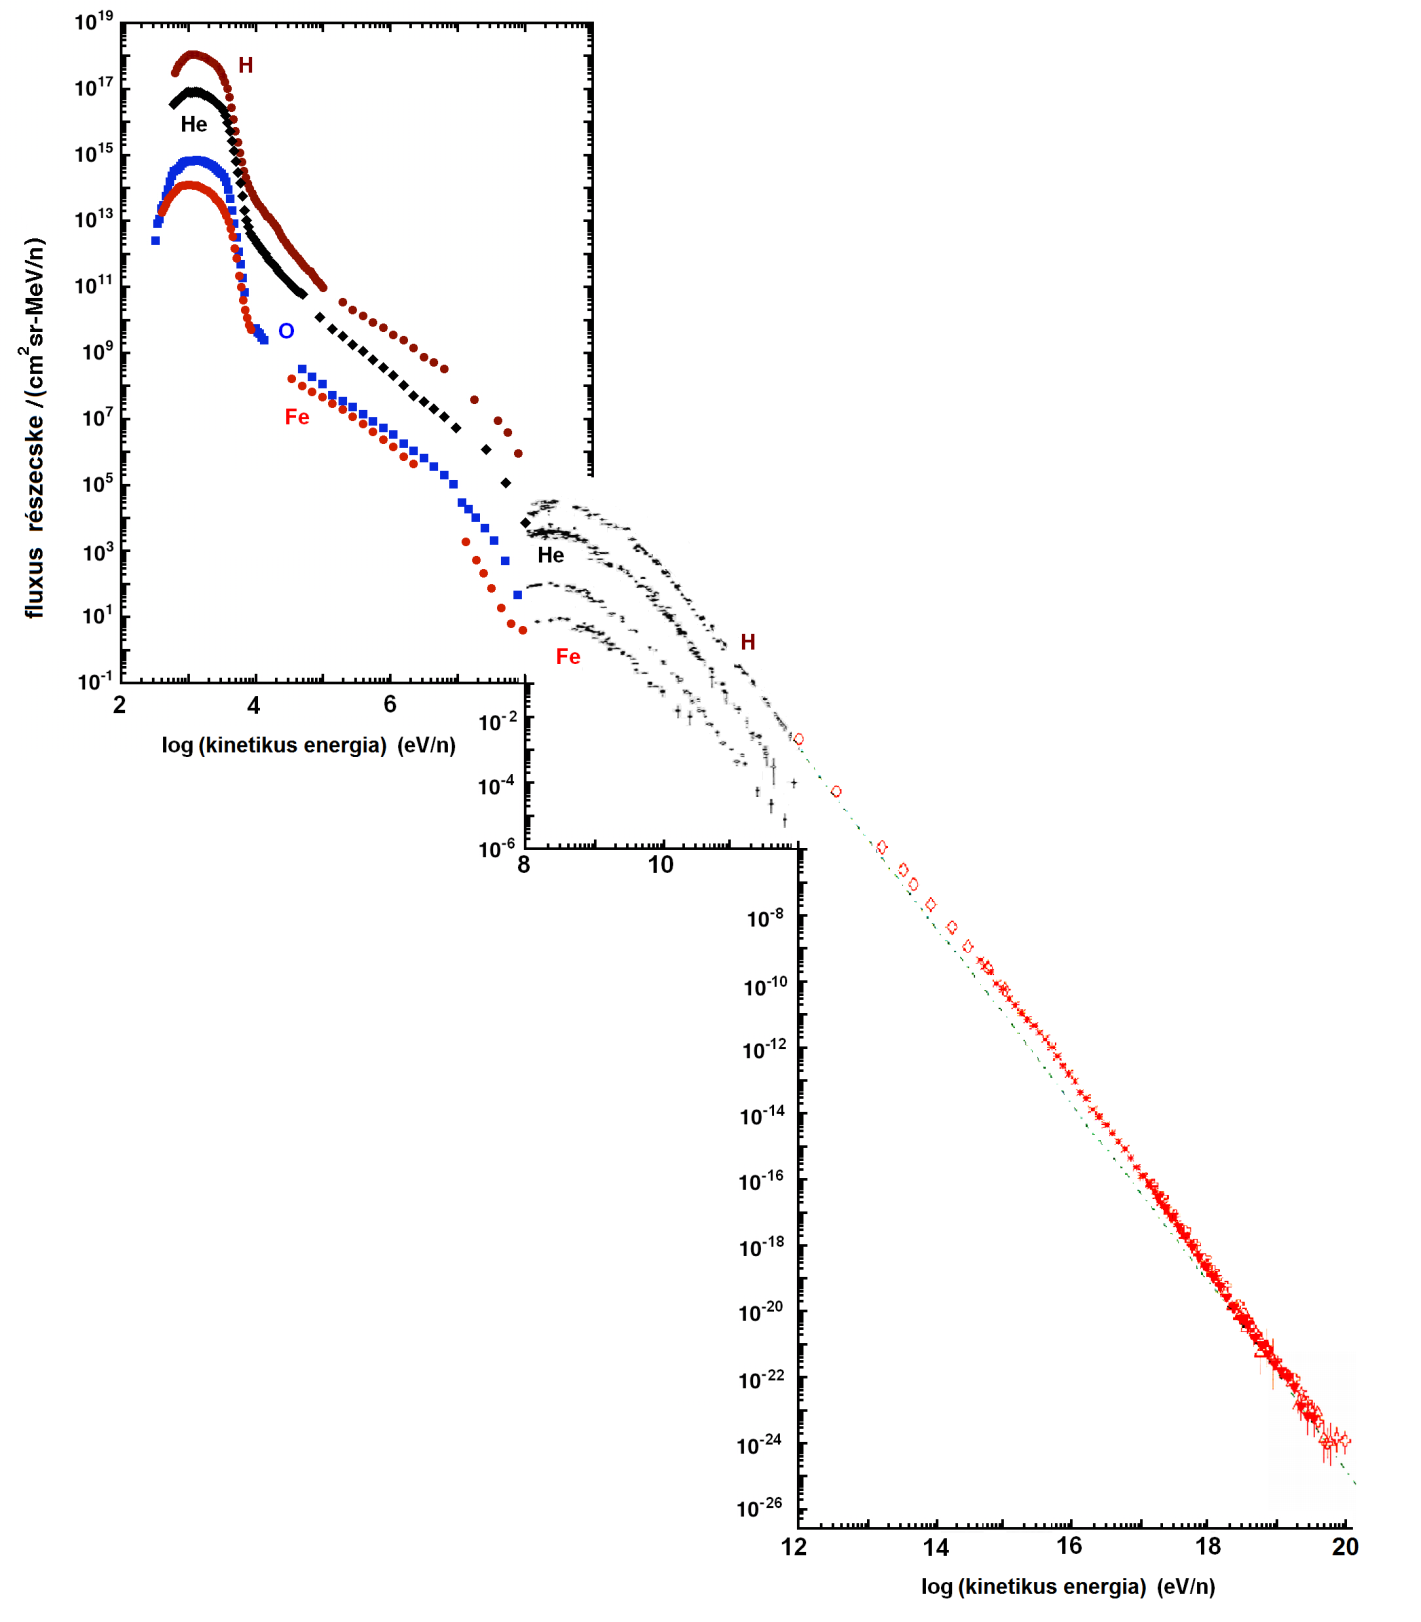 10^19
10^17
10^15
10^13
10^11
10^9
10^7
10^5
10^3
10^1
10^-1
fluxus részecske /(cm^2 sr-MeV/n)
H
He
O
Fe
2 4 6
log (kinetikus energia) (eV/n)
He
Fe
H
10^-2
10^-4
10^-6
8 10
10^-8
10^-10
10^-12
10^-14
10^-16
10^-18
10^-20
10^-22
10^-24
10^-26
12 14 16 18 20
log (kinetikus energia) (eV/n)